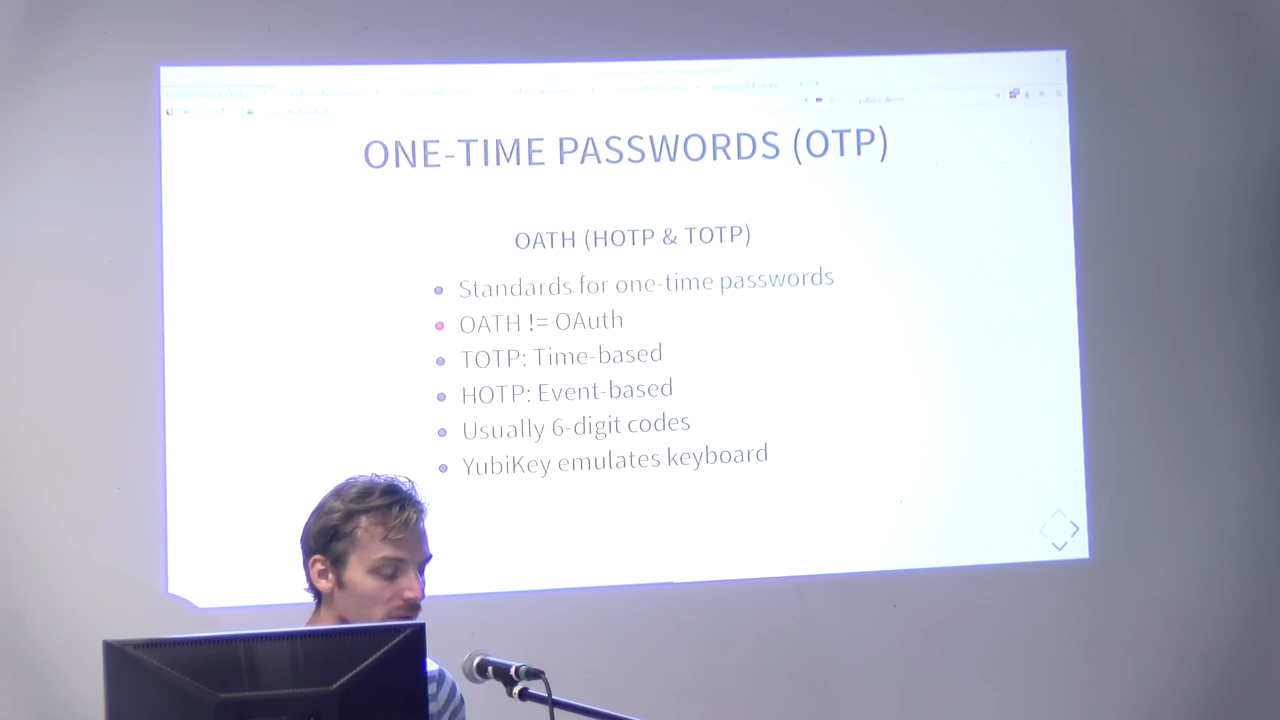 ONE-TIME PASSWORDS (OTP)
OATH (HOTP & TOTP)
Standards for one-time passwords
OATH != OAuth
TOTP: Time-based
HOTP: Event-based
Usually 6-digit codes
YubiKey emulates keyboard